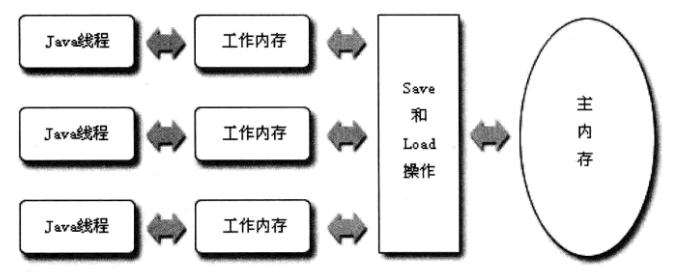 Java线程
工作内存
Java线程
工作内存
Java线程
工作内存
Save
和
Load
操作
主
内
存